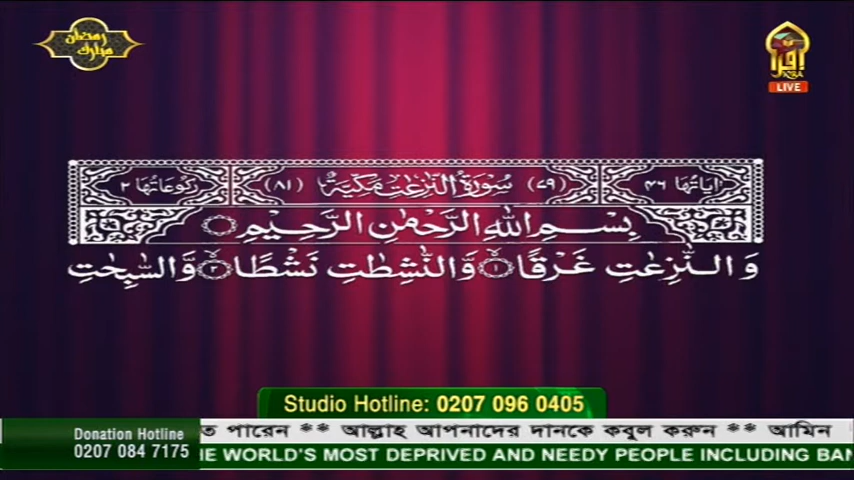 رمضان
مبارك
اقرأ
IQRA
LIVE
اٰیَاتُهَا ٤٦ (٧٩) سُوْرَةُ النّٰزِعٰتِ مَكِّیَّةٌ (٨١) رُكُوْعَاتُهَا ٢
بِسْمِ اللّٰهِ الرَّحْمٰنِ الرَّحِیْمِ
وَالنّٰزِعٰتِ غَرْقًا ۙ۱ وَّالنّٰشِطٰتِ نَشْطًا ۙ۲ وَّالسّٰبِحٰتِ
Studio Hotline: 0207 096 0405
ত পারেন ** আল্লাহ আপনাদের দানকে কবুল করুন ** আমিন
Donation Hotline
0207 084 7175
HE WORLD'S MOST DEPRIVED AND NEEDY PEOPLE INCLUDING BAN